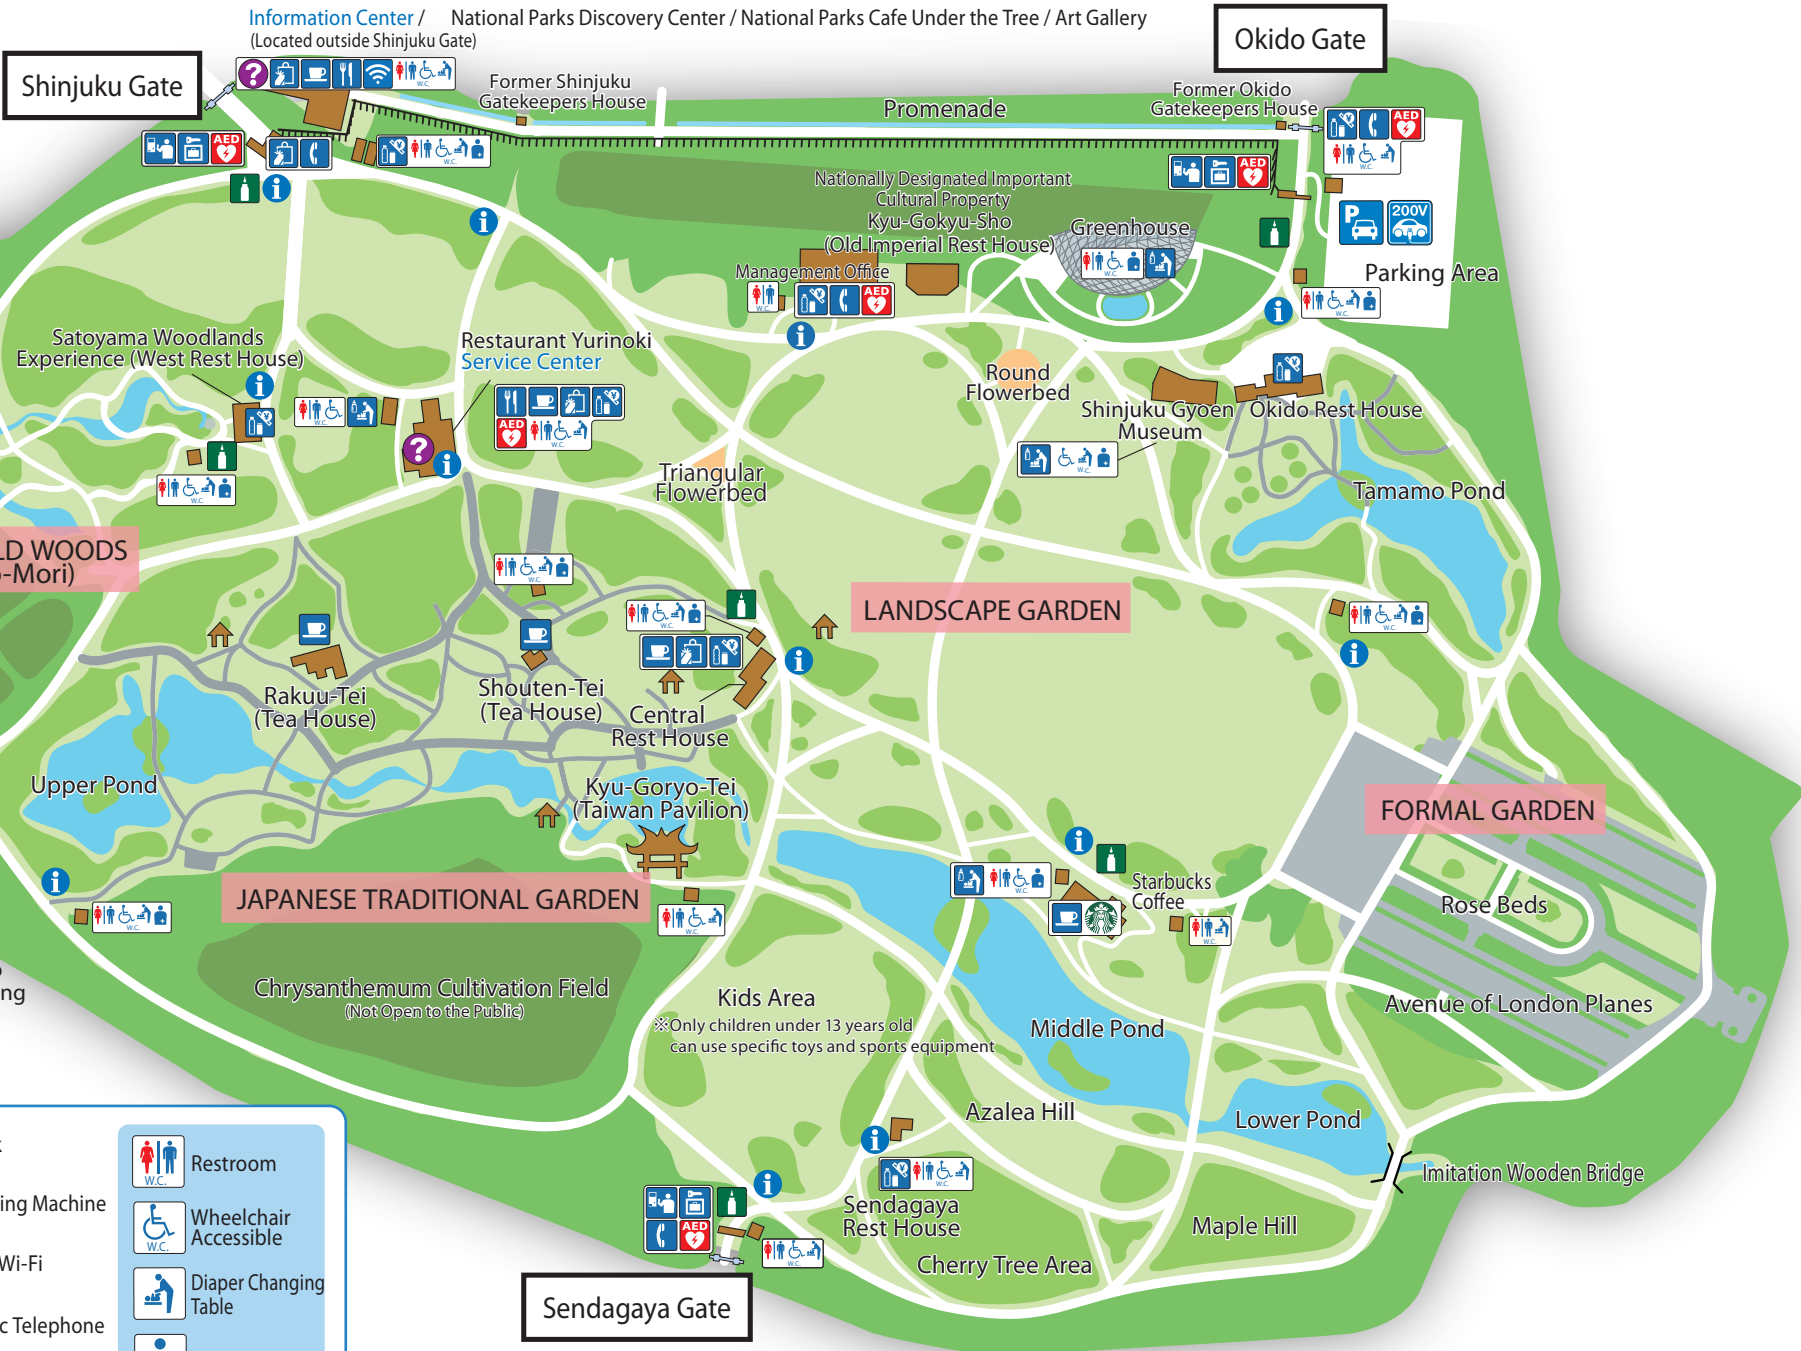 Information Center / National Parks Discovery Center / National Parks Cafe Under the Tree / Art Gallery
(Located outside Shinjuku Gate)
Okido Gate
Shinjuku Gate
Former Shinjuku
Gatekeepers House
Promenade
Former Okido
Gatekeepers House
AED
W.C.
AED
W.C.
AED
W.C.
P
200V
Parking Area
Nationally Designated Important
Cultural Property
Kyu-Gokyu-Sho
(Old Imperial Rest House)
Greenhouse
W.C.
Management Office
W.C.
AED
W.C.
Satoyama Woodlands
Experience (West Rest House)
Restaurant Yurinoki
Service Center
AED
W.C.
W.C.
W.C.
Round
Flowerbed
Shinjuku Gyoen
Museum
W.C.
Okido Rest House
Triangular
Flowerbed
Tamamo Pond
LD WOODS
o-Mori)
W.C.
LANDSCAPE GARDEN
W.C.
W.C.
Rakuu-Tei
(Tea House)
Shouten-Tei
(Tea House)
Central
Rest House
Upper Pond
Kyu-Goryo-Tei
(Taiwan Pavilion)
FORMAL GARDEN
JAPANESE TRADITIONAL GARDEN
W.C.
W.C.
W.C.
Starbucks
Coffee
W.C.
Rose Beds
Chrysanthemum Cultivation Field
(Not Open to the Public)
ng
Kids Area
※Only children under 13 years old
can use specific toys and sports equipment
Middle Pond
Avenue of London Planes
Azalea Hill
Lower Pond
Imitation Wooden Bridge
W.C.
Sendagaya
Rest House
AED
W.C.
Maple Hill
Cherry Tree Area
Sendagaya Gate
W.C.
Restroom
ing Machine
W.C.
Wheelchair
Accessible
Wi-Fi
Diaper Changing
Table
c Telephone